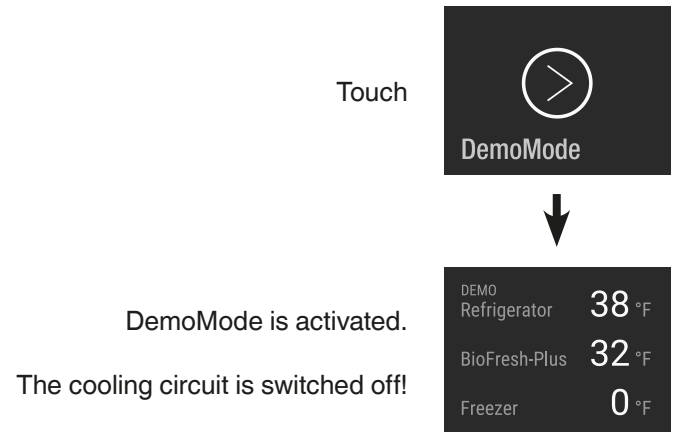 Touch
DemoMode
DEMO
Refrigerator 38 °F
DemoMode is activated.
BioFresh-Plus 32 °F
The cooling circuit is switched off!
Freezer 0 °F